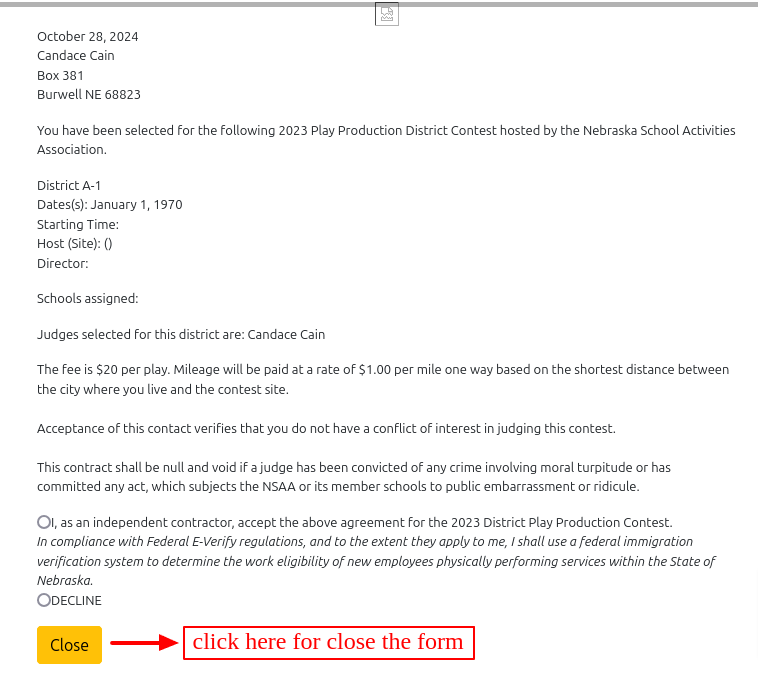 October 28, 2024
Candace Cain
Box 381
Burwell NE 68823
You have been selected for the following 2023 Play Production District Contest hosted by the Nebraska School Activities
Association.
District A-1
Dates(s): January 1, 1970
Starting Time:
Host (Site): ()
Director:
Schools assigned:
Judges selected for this district are: Candace Cain
The fee is $20 per play. Mileage will be paid at a rate of $1.00 per mile one way based on the shortest distance between
the city where you live and the contest site.
Acceptance of this contact verifies that you do not have a conflict of interest in judging this contest.
This contract shall be null and void if a judge has been convicted of any crime involving moral turpitude or has
committed any act, which subjects the NSAA or its member schools to public embarrassment or ridicule.
I, as an independent contractor, accept the above agreement for the 2023 District Play Production Contest.
In compliance with Federal E-Verify regulations, and to the extent they apply to me, I shall use a federal immigration
verification system to determine the work eligibility of new employees physically performing services within the State of
Nebraska.
DECLINE
Close click here for close the form